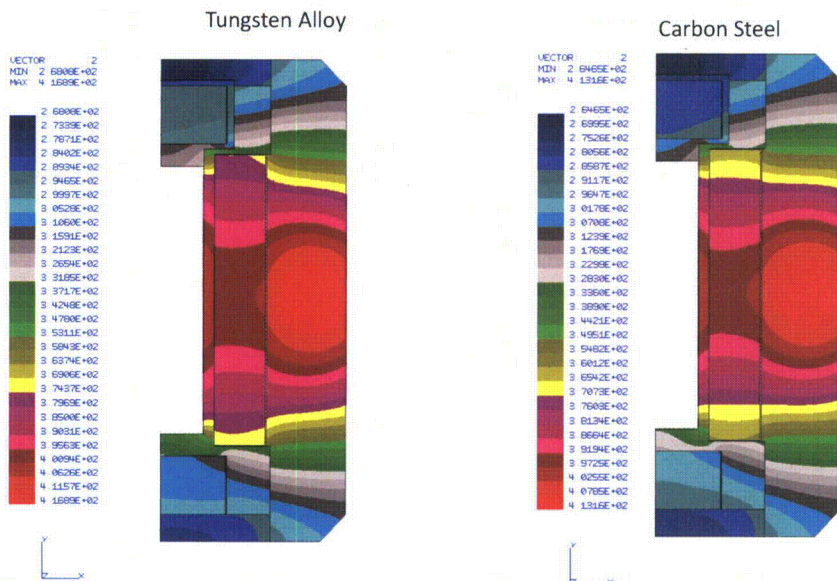 Tungsten Alloy
VECTOR 2
MIN 2 6808E+02
MAX 4 1689E+02
2 6808E+02
2 7339E+02
2 7871E+02
2 8402E+02
2 8934E+02
2 9465E+02
2 9997E+02
3 0528E+02
3 1060E+02
3 1591E+02
3 2123E+02
3 2654E+02
3 3185E+02
3 3717E+02
3 4248E+02
3 4780E+02
3 5311E+02
3 5843E+02
3 6374E+02
3 6906E+02
3 7437E+02
3 7969E+02
3 8500E+02
3 9031E+02
3 9563E+02
4 0094E+02
4 0626E+02
4 1157E+02
4 1689E+02
Y
Z X
Carbon Steel
VECTOR 2
MIN 2 6465E+02
MAX 4 1316E+02
2 6465E+02
2 6995E+02
2 7526E+02
2 8056E+02
2 8587E+02
2 9117E+02
2 9647E+02
3 0178E+02
3 0708E+02
3 1239E+02
3 1769E+02
3 2299E+02
3 2830E+02
3 3360E+02
3 3890E+02
3 4421E+02
3 4951E+02
3 5482E+02
3 6012E+02
3 6542E+02
3 7073E+02
3 7603E+02
3 8134E+02
3 8664E+02
3 9194E+02
3 9725E+02
4 0255E+02
4 0785E+02
4 1316E+02
Y
Z X